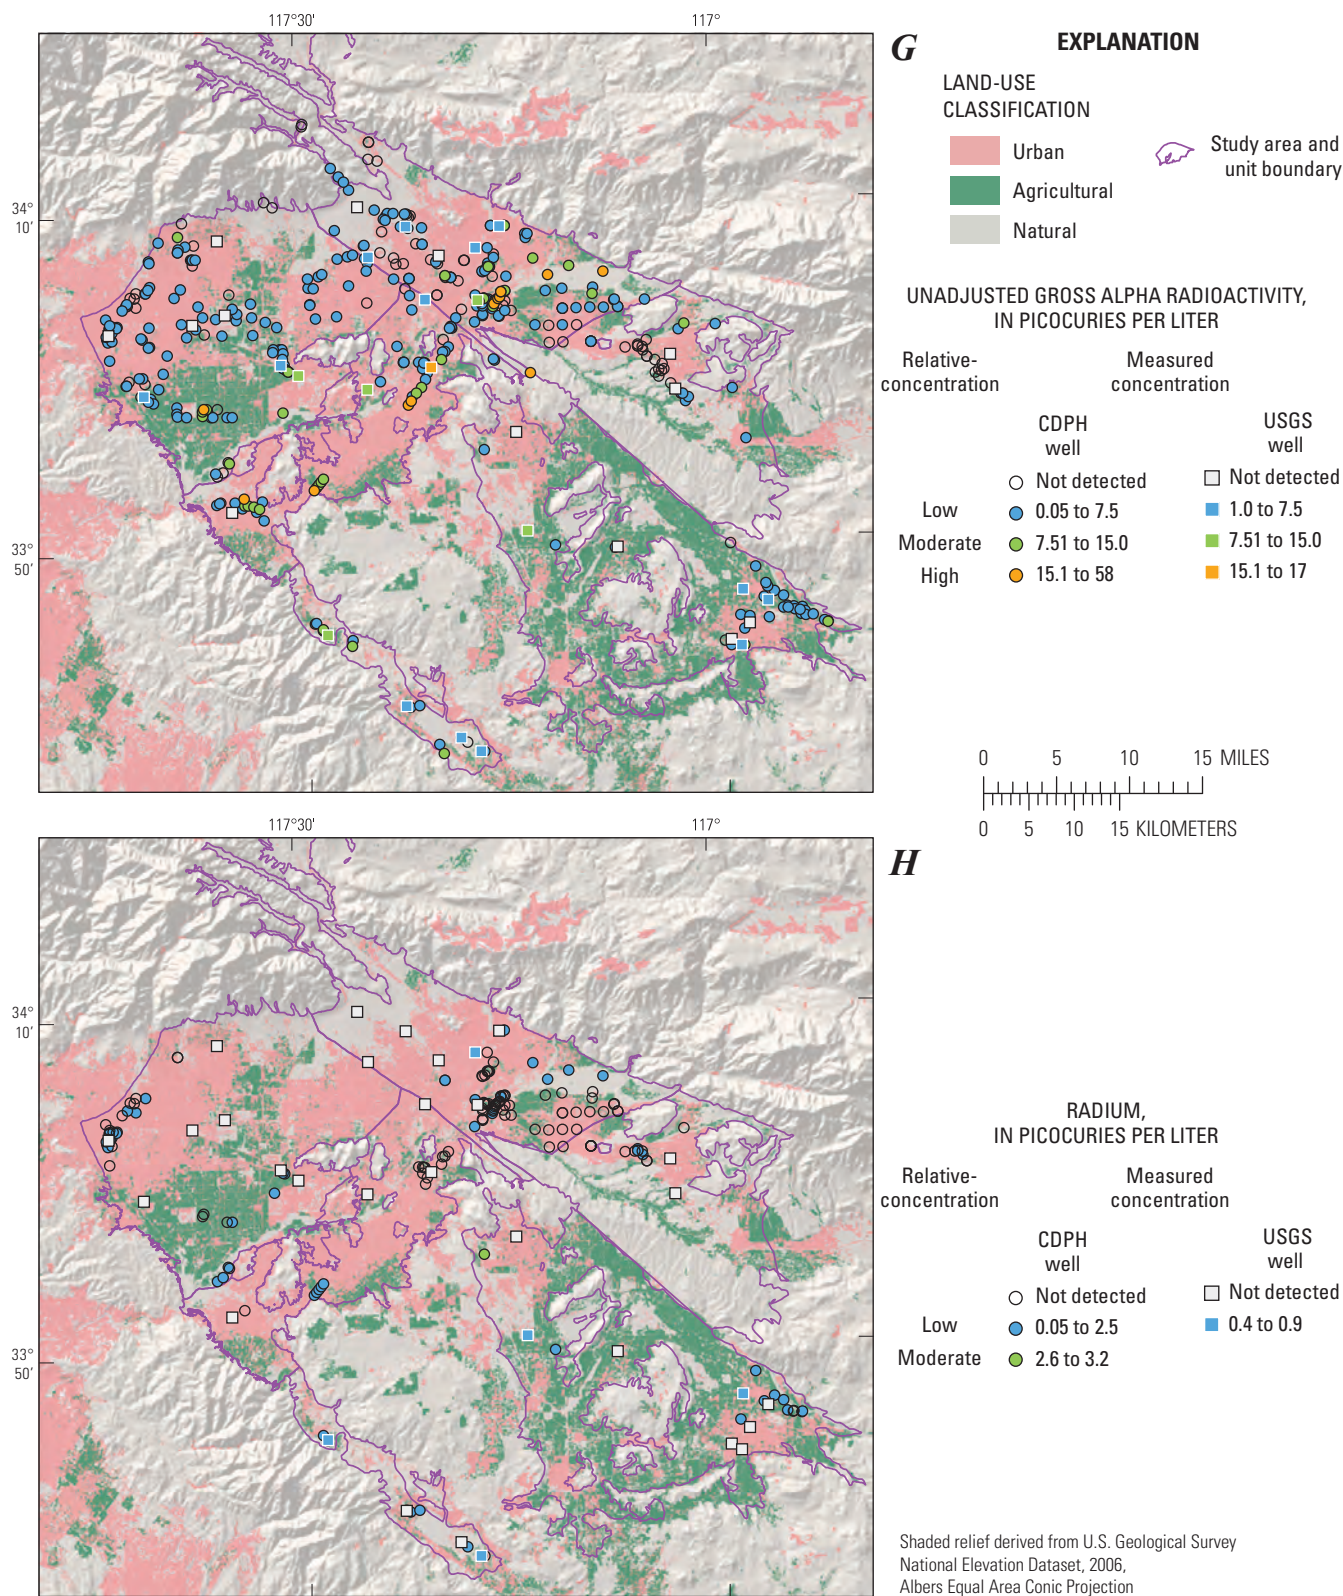 117°30′
117°
34°
10′
33°
50′
G
EXPLANATION
LAND-USE
CLASSIFICATION
Urban
Agricultural
Natural
Study area and
unit boundary
UNADJUSTED GROSS ALPHA RADIOACTIVITY,
IN PICOCURIES PER LITER
Relative-
concentration
Measured
concentration
CDPH
well
USGS
well
Not detected
Not detected
Low
0.05 to 7.5
1.0 to 7.5
Moderate
7.51 to 15.0
7.51 to 15.0
High
15.1 to 58
15.1 to 17
0 5 10 15 MILES
0 5 10 15 KILOMETERS
117°30′
117°
34°
10′
33°
50′
H
RADIUM,
IN PICOCURIES PER LITER
Relative-
concentration
Measured
concentration
CDPH
well
USGS
well
Not detected
Not detected
Low
0.05 to 2.5
0.4 to 0.9
Moderate
2.6 to 3.2
Shaded relief derived from U.S. Geological Survey
National Elevation Dataset, 2006,
Albers Equal Area Conic Projection